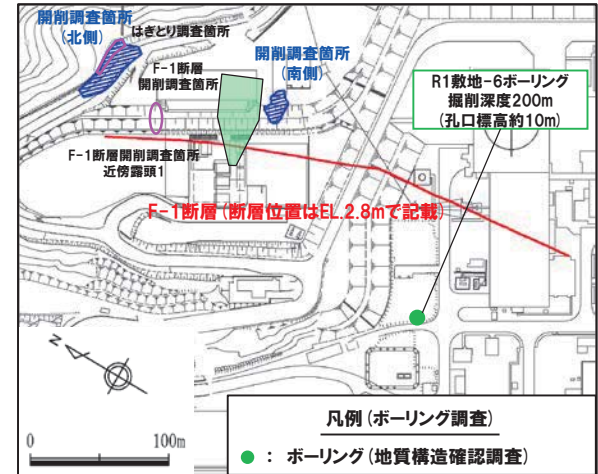 開削調査箇所
(北側)
はぎとり調査箇所
F-1断層
開削調査箇所
開削調査箇所
(南側)
R1敷地-6ボーリング
掘削深度200m
(孔口標高約10m)
F-1断層開削調査箇所
近傍露頭1
F-1断層(断層位置はEL.2.8mで記載)
N
0 100m
凡例(ボーリング調査)
● : ボーリング(地質構造確認調査)